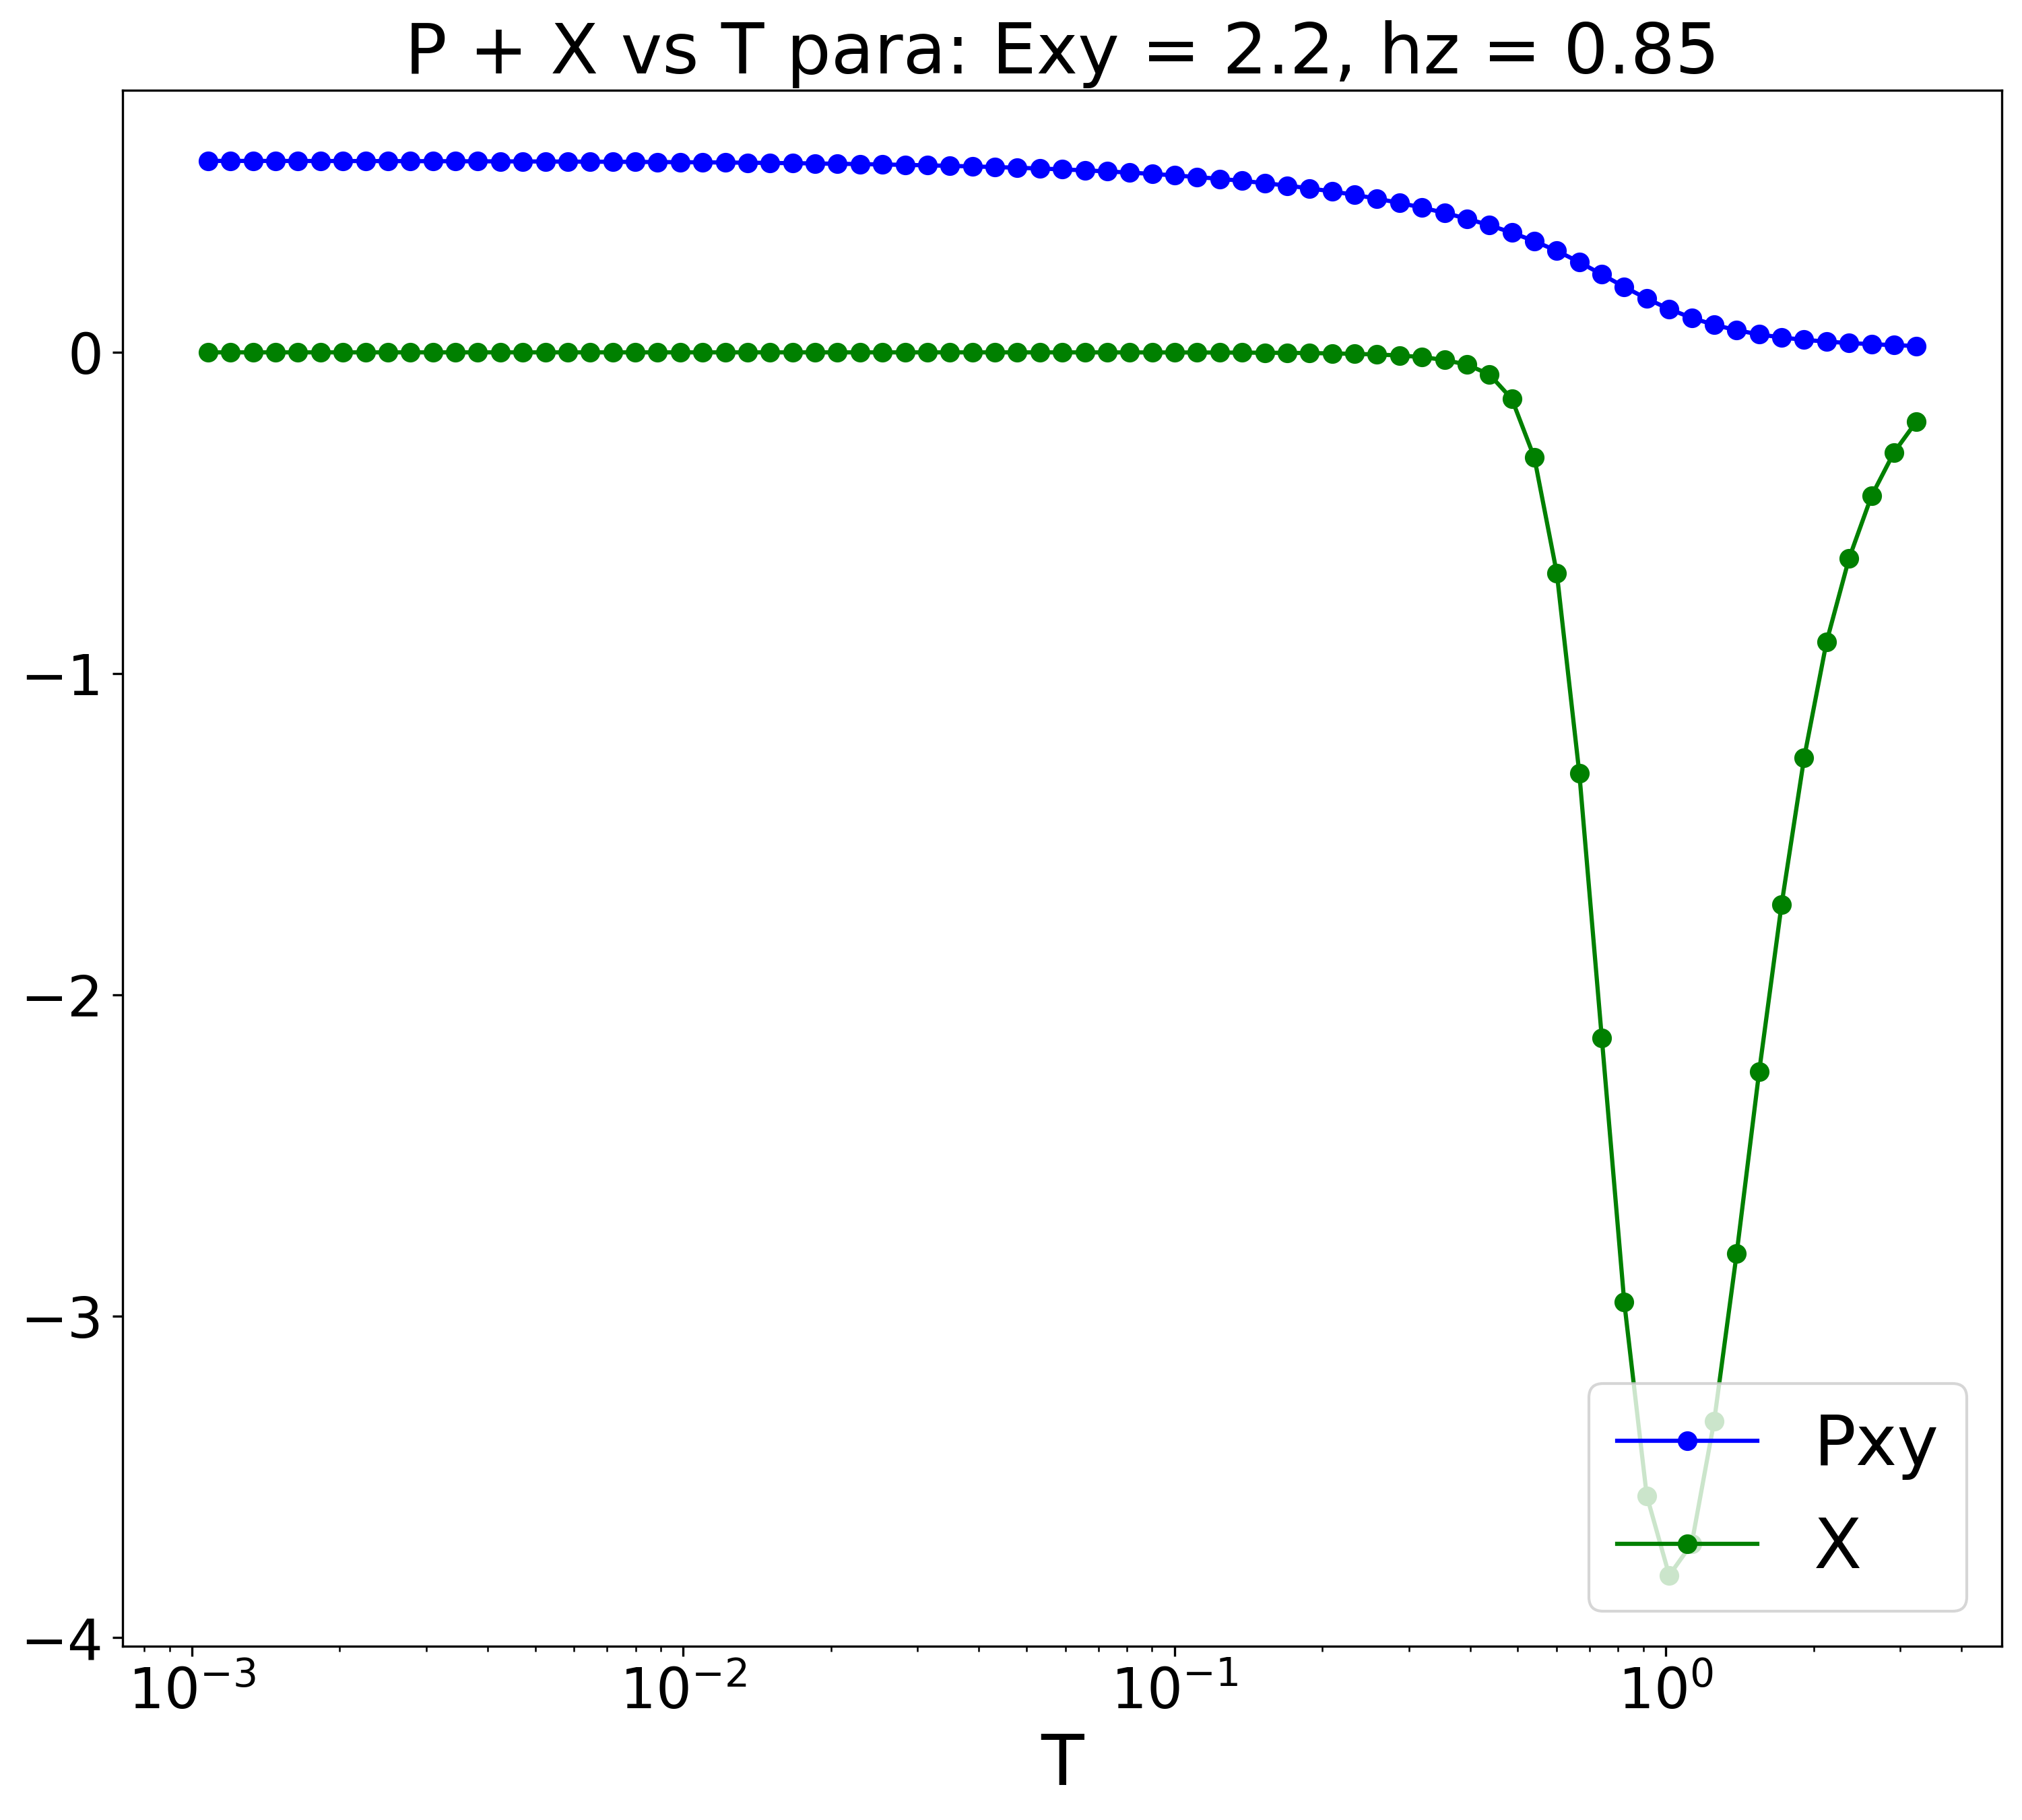 P + X vs T para: Exy = 2.2, hz = 0.85
0
−1
−2
−3
−4
10⁻³ 10⁻² 10⁻¹ 10⁰
T
Pxy
X